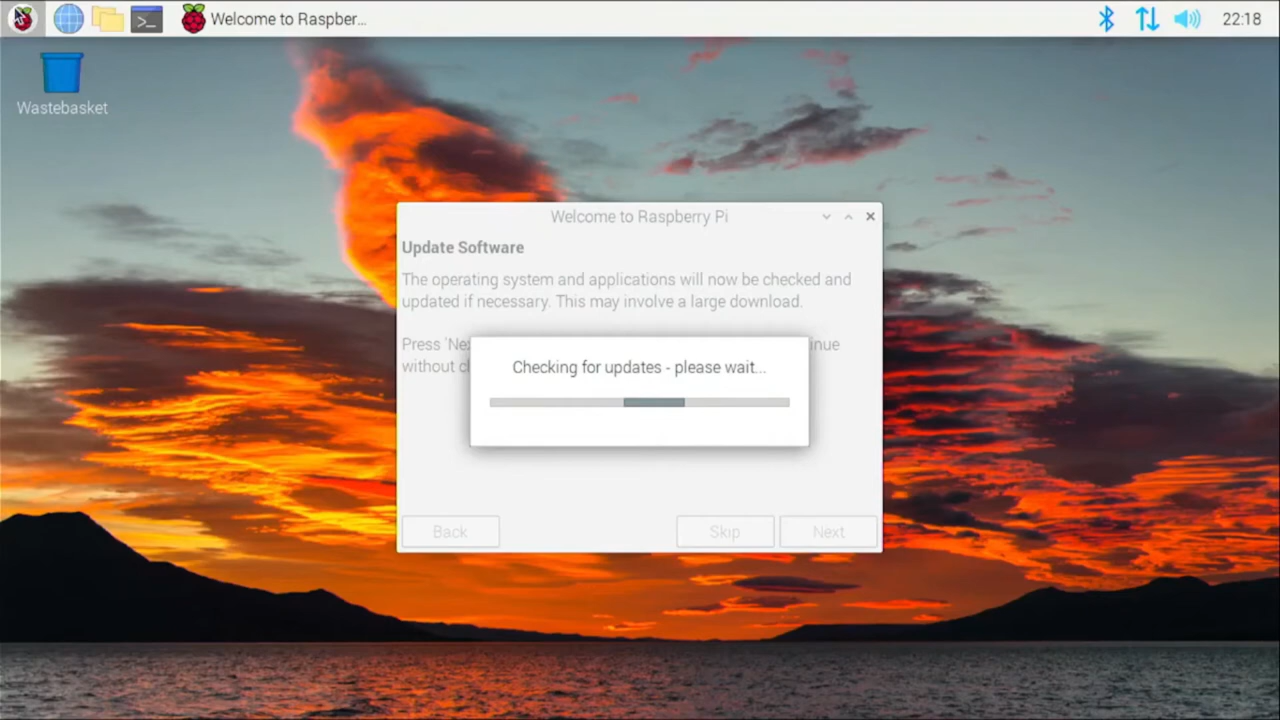 Welcome to Raspber...
22:18
Wastebasket
Welcome to Raspberry Pi
Update Software
The operating system and applications will now be checked and
updated if necessary. This may involve a large download.
Press 'Ne
inue
without c
Checking for updates - please wait...
Back
Skip
Next